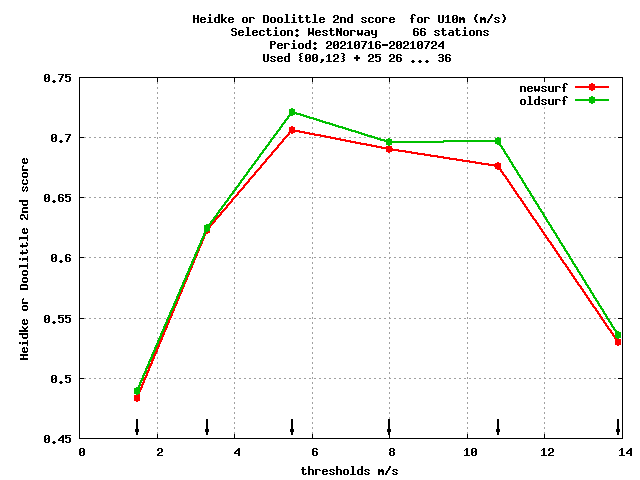 Heidke or Doolittle 2nd score  for U10m (m/s)
Selection: WestNorway     66 stations
Period: 20210716-20210724
Used {00,12} + 25 26 ... 36
newsurf
oldsurf
Heidke or Doolittle 2nd score
0.75
0.7
0.65
0.6
0.55
0.5
0.45
0 2 4 6 8 10 12 14
thresholds m/s